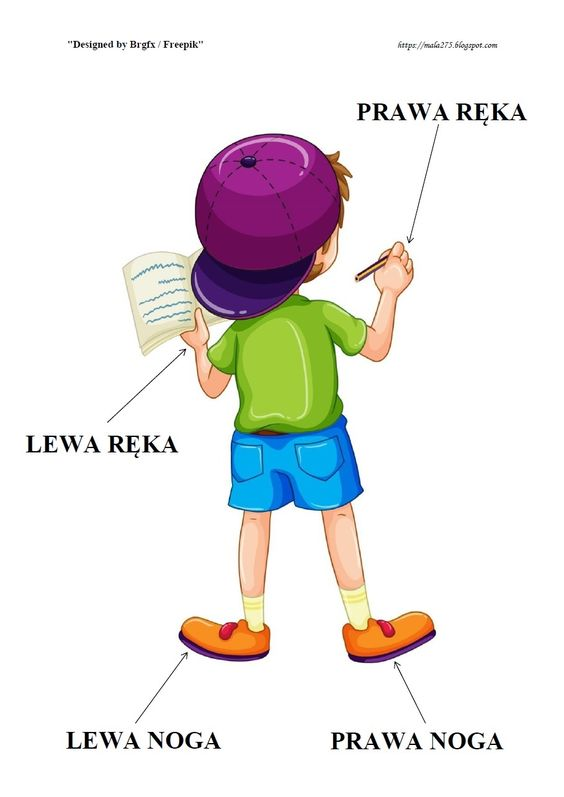 "Designed by Brgfx / Freepik"
https://mala275.blogspot.com
PRAWA RĘKA
LEWA RĘKA
LEWA NOGA
PRAWA NOGA